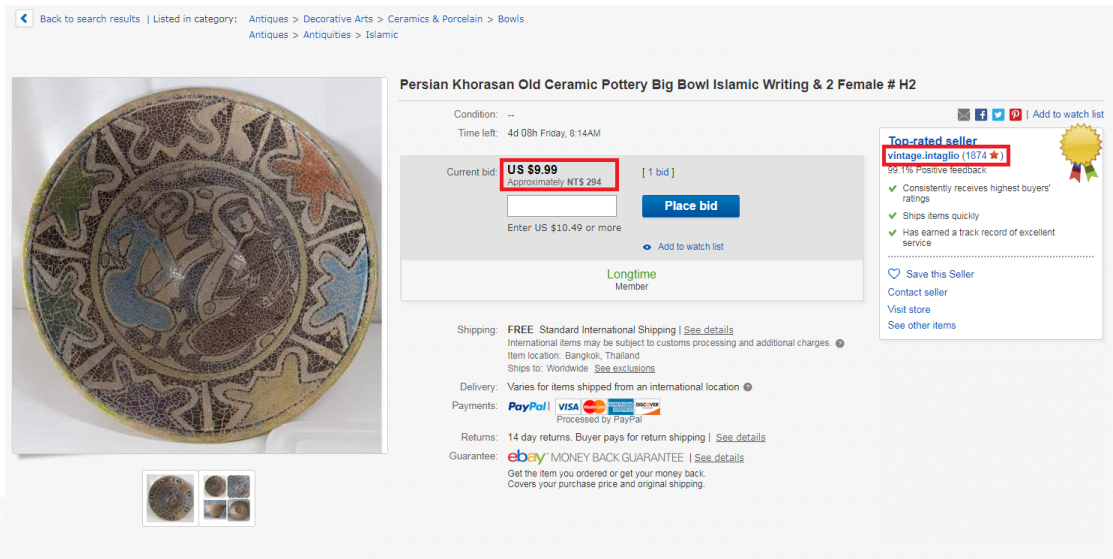 Back to search results | Listed in category: Antiques > Decorative Arts > Ceramics & Porcelain > Bowls
Antiques > Antiquities > Islamic
Persian Khorasan Old Ceramic Pottery Big Bowl Islamic Writing & 2 Female # H2
Condition: --
Time left: 4d 08h Friday, 8:14AM
| Add to watch list
Current bid: US $9.99 [ 1 bid ]
Approximately NT$ 294
Place bid
Enter US $10.49 or more
Add to watch list
Longtime
Member
Top-rated seller
vintage.intaglio (1874 )
99.1% Positive feedback
Consistently receives highest buyers'
ratings
Ships items quickly
Has earned a track record of excellent
service
Save this Seller
Contact seller
Visit store
See other items
Shipping: FREE Standard International Shipping | See details
International items may be subject to customs processing and additional charges.
Item location: Bangkok, Thailand
Ships to: Worldwide See exclusions
Delivery: Varies for items shipped from an international location
Payments: PayPal | VISA MasterCard AMERICAN EXPRESS DISCOVER
Processed by PayPal
Returns: 14 day returns. Buyer pays for return shipping | See details
Guarantee: ebay MONEY BACK GUARANTEE | See details
Get the item you ordered or get your money back.
Covers your purchase price and original shipping.